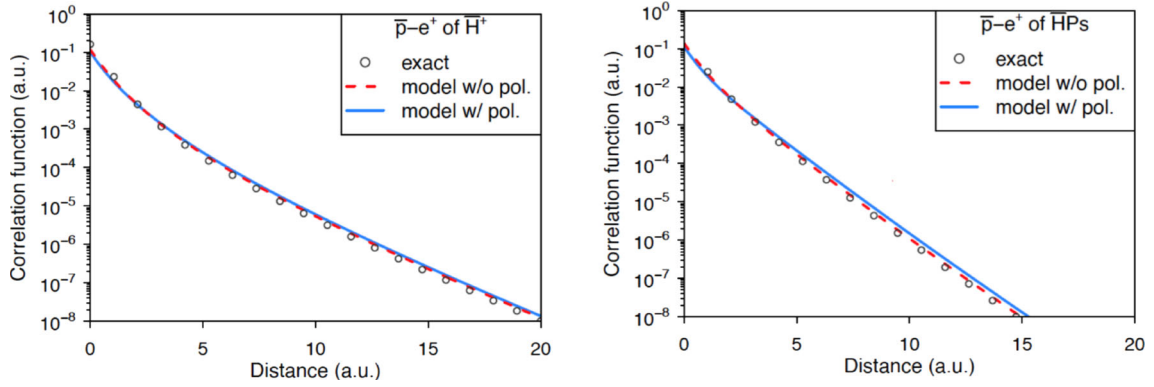 p̅–e⁺ of H̅⁺
exact
model w/o pol.
model w/ pol.
Correlation function (a.u.)
10⁰
10⁻¹
10⁻²
10⁻³
10⁻⁴
10⁻⁵
10⁻⁶
10⁻⁷
10⁻⁸
0 5 10 15 20
Distance (a.u.)
p̅–e⁺ of H̅Ps
exact
model w/o pol.
model w/ pol.
Correlation function (a.u.)
10⁰
10⁻¹
10⁻²
10⁻³
10⁻⁴
10⁻⁵
10⁻⁶
10⁻⁷
10⁻⁸
0 5 10 15 20
Distance (a.u.)